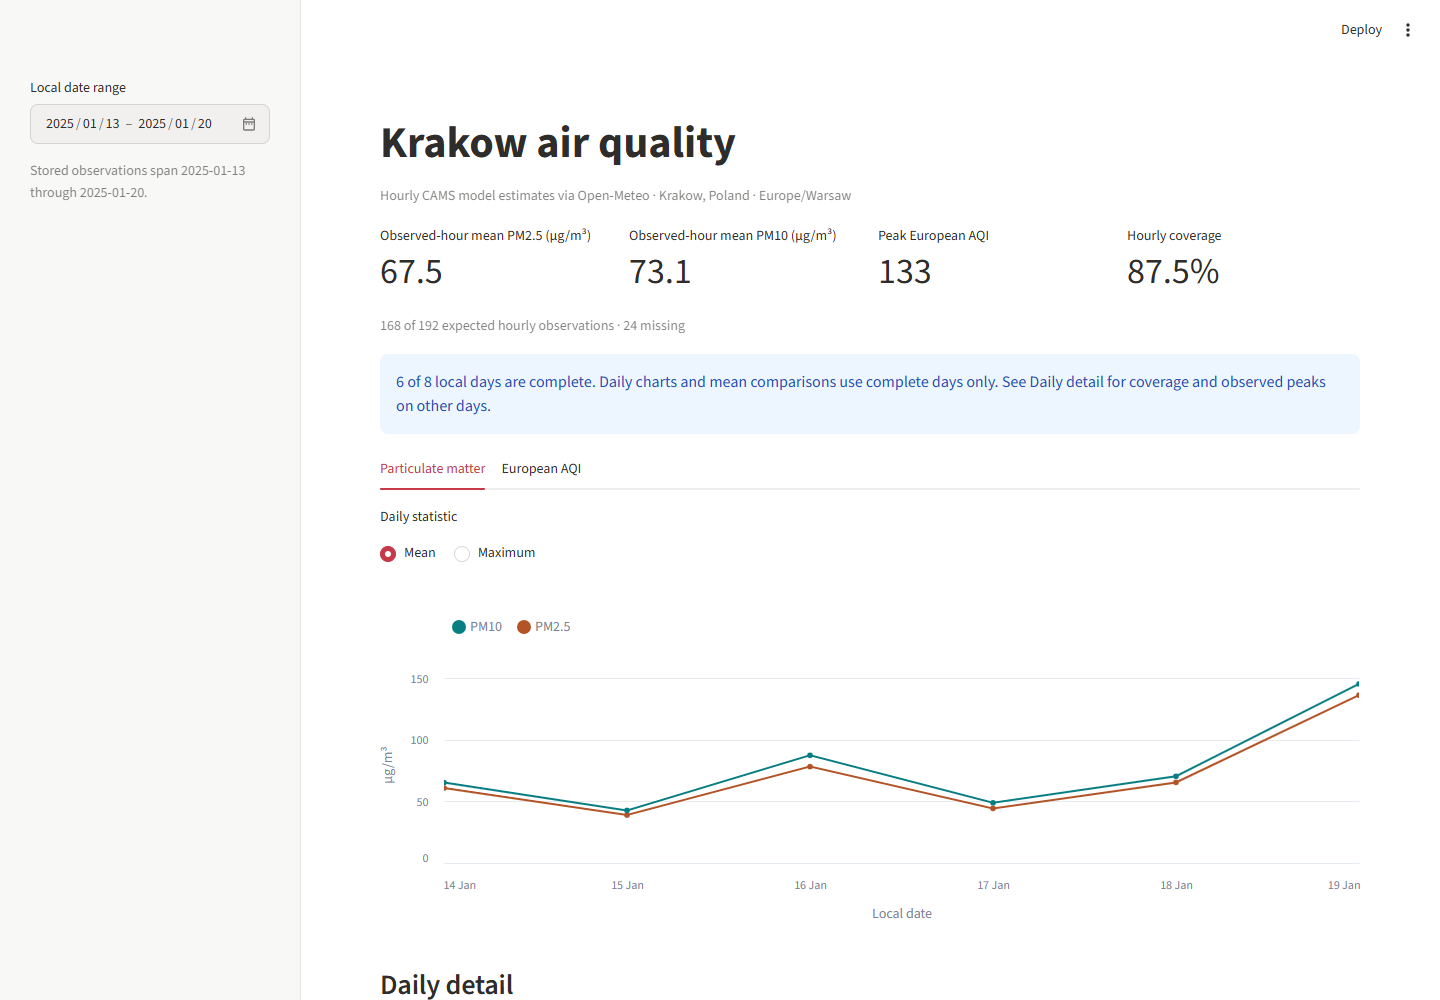 Deploy
Local date range
2025/01/13 – 2025/01/20
Stored observations span 2025-01-13
through 2025-01-20.
Krakow air quality
Hourly CAMS model estimates via Open-Meteo · Krakow, Poland · Europe/Warsaw
Observed-hour mean PM2.5 (µg/m³)
67.5
Observed-hour mean PM10 (µg/m³)
73.1
Peak European AQI
133
Hourly coverage
87.5%
168 of 192 expected hourly observations · 24 missing
6 of 8 local days are complete. Daily charts and mean comparisons use complete days only. See Daily detail for coverage and observed peaks
on other days.
Particulate matter
European AQI
Daily statistic
Mean
Maximum
PM10
PM2.5
150
100
50
0
µg/m³
14 Jan
15 Jan
16 Jan
17 Jan
18 Jan
19 Jan
Local date
Daily detail